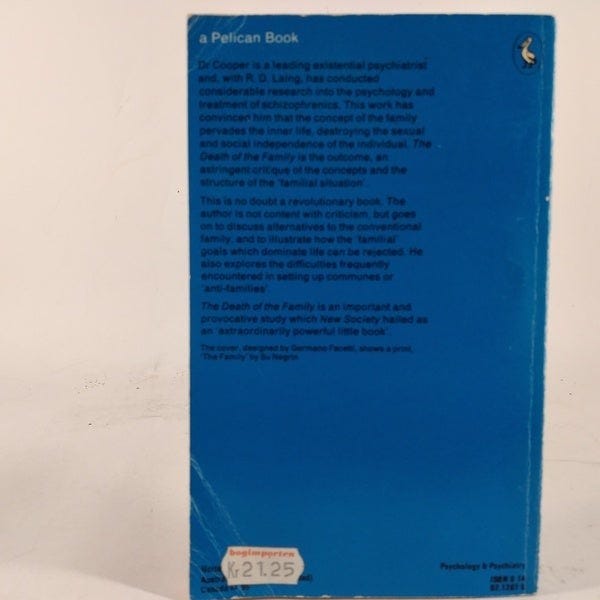 a Pelican Book
Dr Cooper is a leading existential psychiatrist
and, with R. D. Laing, has conducted
considerable research into the psychology and
treatment of schizophrenics. This work has
convinced him that the concept of the family
pervades the inner life, destroying the sexual
and social independence of the individual. The
Death of the Family is the outcome, an
astringent critique of the concepts and the
structure of the 'familial situation'.
This is no doubt a revolutionary book. The
author is not content with criticism, but goes
on to discuss alternatives to the conventional
family, and to illustrate how the 'familial'
goals which dominate life can be rejected. He
also explores the difficulties frequently
encountered in setting up communes or
'anti-families'.
The Death of the Family is an important and
provocative study which New Society hailed as
an 'extraordinarily powerful little book'.
The cover, designed by Germano Facetti, shows a print,
'The Family' by Bu Negrin
bogimporten
Kr 21.25
Psychology & Psychiatry
ISBN 0 14